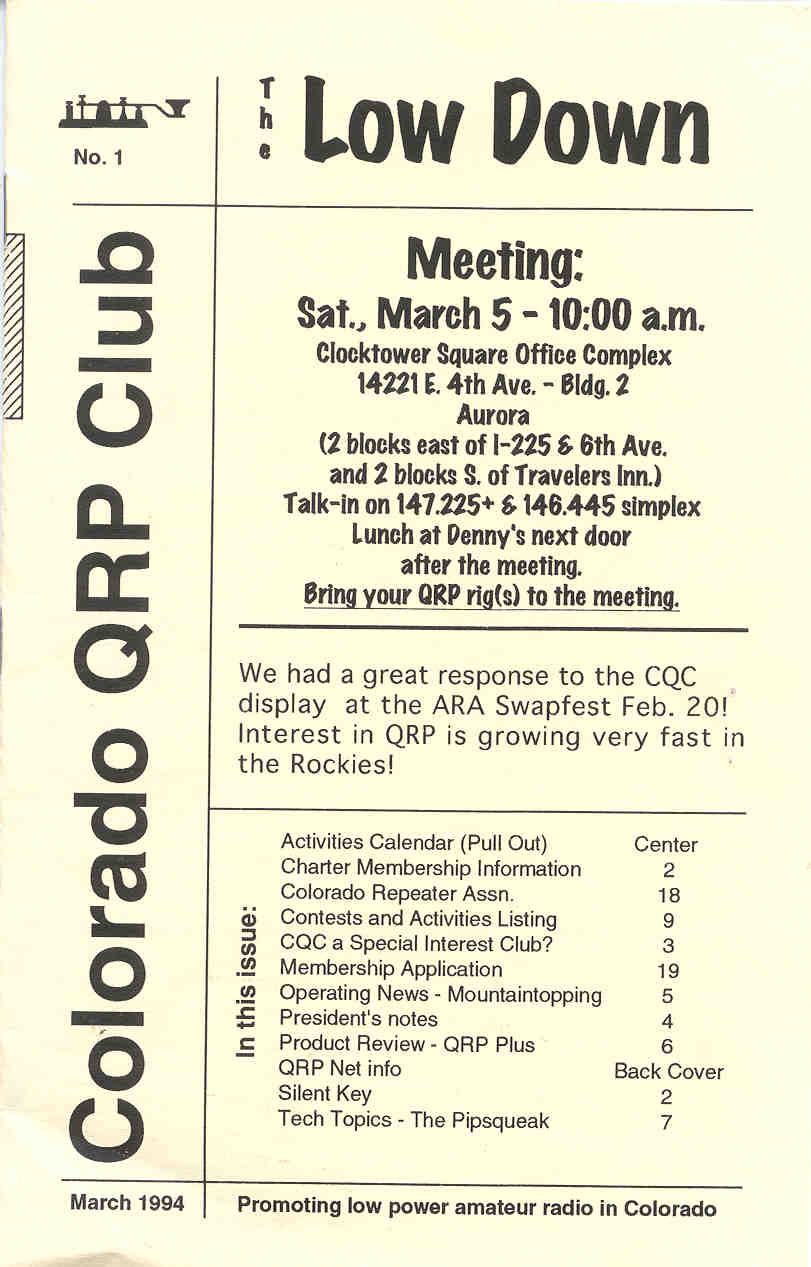 The Low Down
No. 1
Colorado QRP Club
Meeting:
Sat., March 5 - 10:00 a.m.
Clocktower Square Office Complex
14221 E. 4th Ave. - Bldg. 2
Aurora
(2 blocks east of I-225 & 6th Ave.
and 2 blocks S. of Travelers Inn.)
Talk-in on 147.225+ & 146.445 simplex
Lunch at Denny's next door
after the meeting.
Bring your QRP rig(s) to the meeting.
We had a great response to the CQC
display at the ARA Swapfest Feb. 20!
Interest in QRP is growing very fast in
the Rockies!
In this issue:
Activities Calendar (Pull Out) Center
Charter Membership Information 2
Colorado Repeater Assn. 18
Contests and Activities Listing 9
CQC a Special Interest Club? 3
Membership Application 19
Operating News - Mountaintopping 5
President's notes 4
Product Review - QRP Plus 6
QRP Net info Back Cover
Silent Key 2
Tech Topics - The Pipsqueak 7
March 1994
Promoting low power amateur radio in Colorado